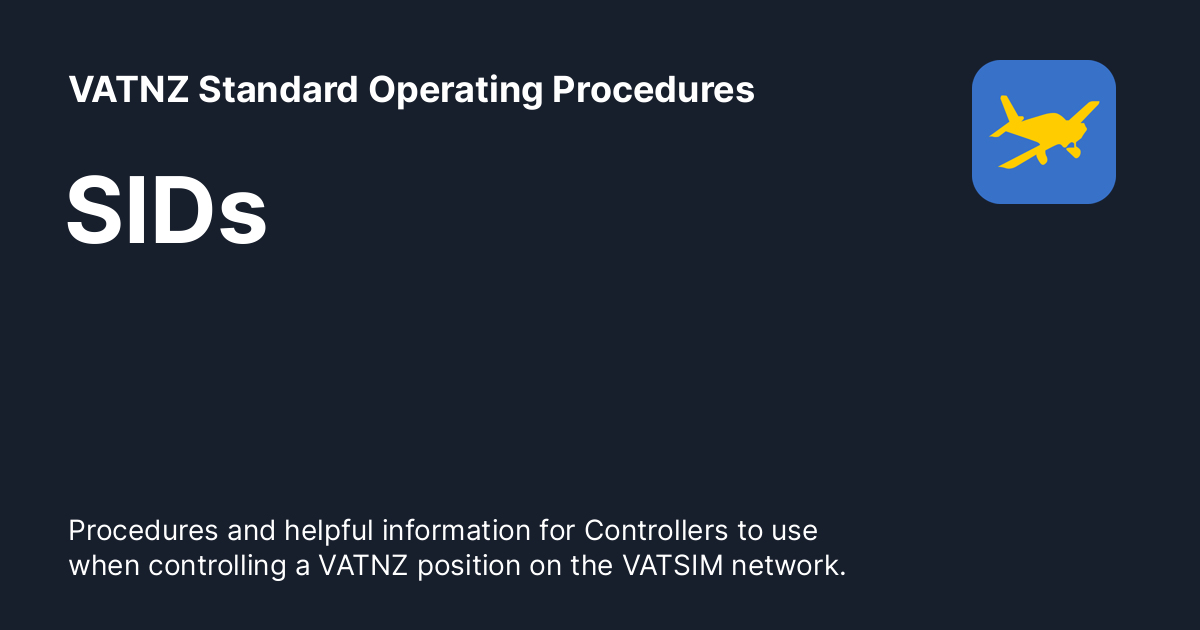 VATNZ Standard Operating Procedures
SIDs
Procedures and helpful information for Controllers to use
when controlling a VATNZ position on the VATSIM network.